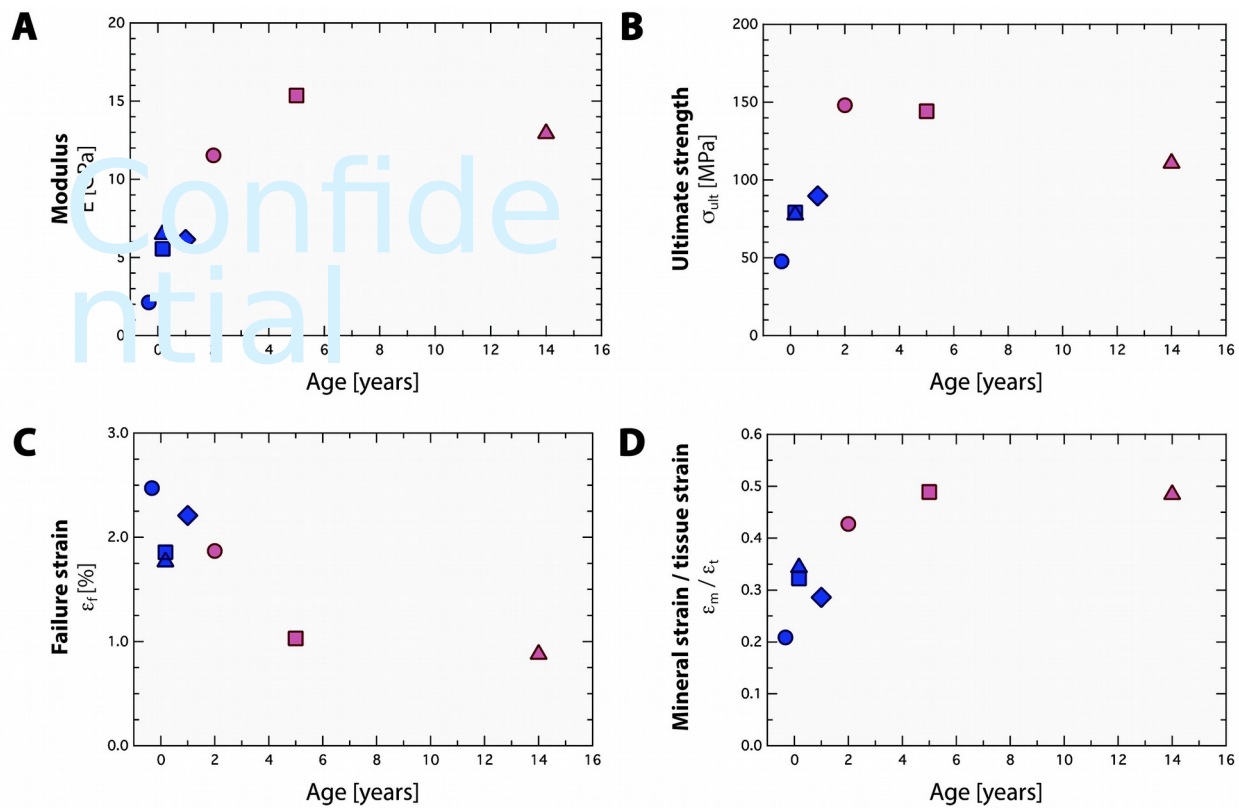 A
20
15
10
5
0
Modulus
E [GPa]
0 2 4 6 8 10 12 14 16
Age [years]
Confide
ntial
B
200
150
100
50
0
Ultimate strength
σult [MPa]
0 2 4 6 8 10 12 14 16
Age [years]
C
3.0
2.0
1.0
0.0
Failure strain
εf [%]
0 2 4 6 8 10 12 14 16
Age [years]
D
0.6
0.5
0.4
0.3
0.2
0.1
0.0
Mineral strain / tissue strain
εm / εt
0 2 4 6 8 10 12 14 16
Age [years]